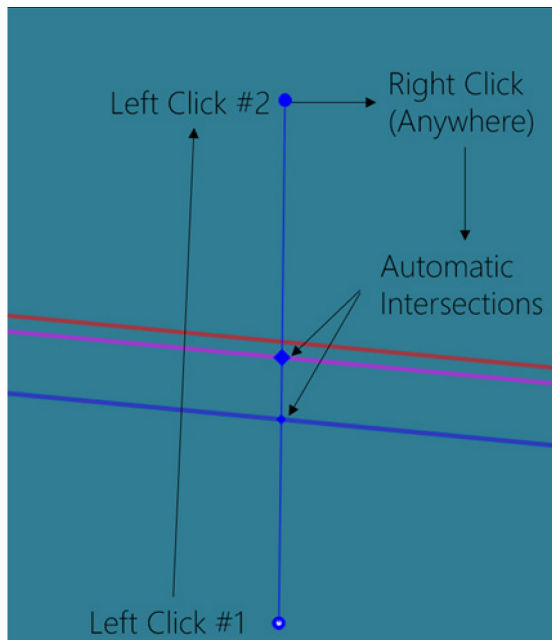 Left Click #2
Right Click
(Anywhere)
Automatic
Intersections
Left Click #1